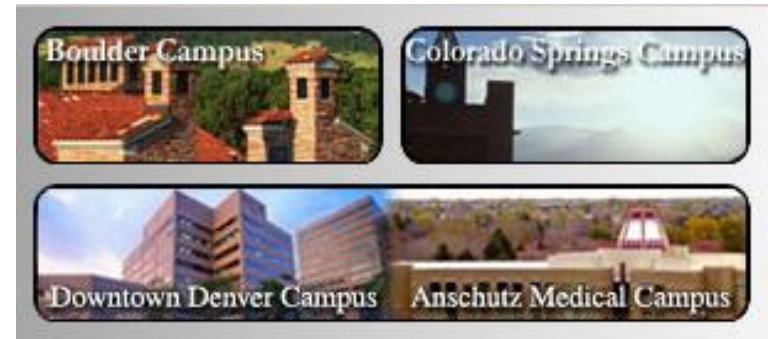 Boulder Campus
Colorado Springs Campus
Downtown Denver Campus
Anschutz Medical Campus